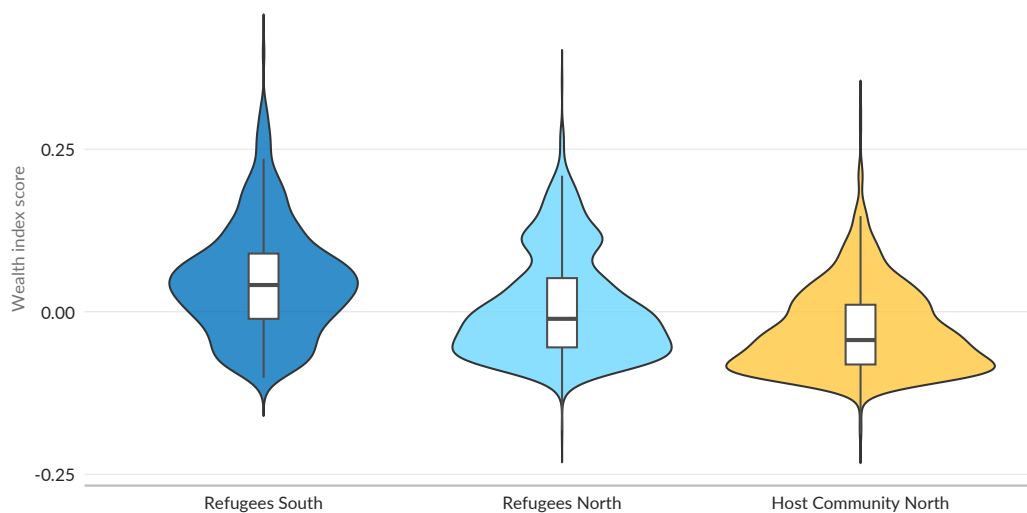 Wealth index score
0.25
0.00
-0.25
Refugees South
Refugees North
Host Community North